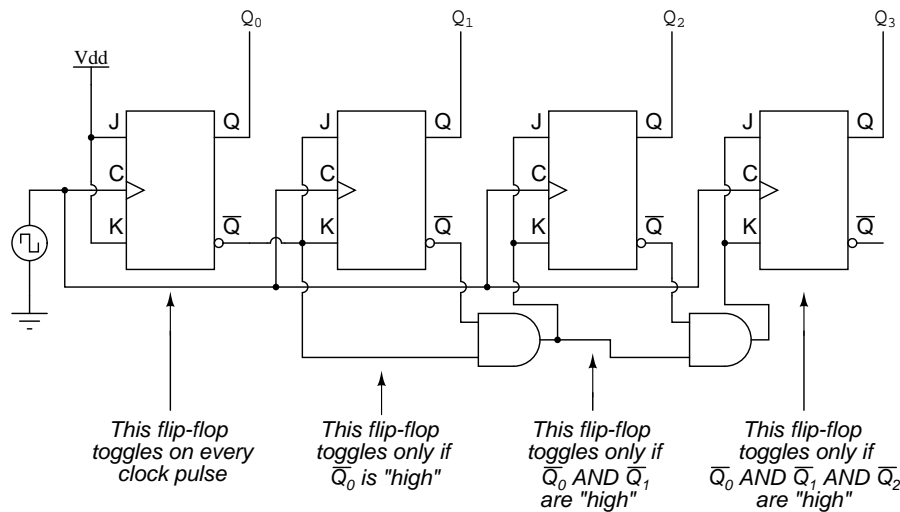 Q0 Q1 Q2 Q3
Vdd
J Q J Q J Q J Q
C C C C
K Q̅ K Q̅ K Q̅ K Q̅
This flip-flop
toggles on every
clock pulse
This flip-flop
toggles only if
Q̅0 is "high"
This flip-flop
toggles only if
Q̅0 AND Q̅1
are "high"
This flip-flop
toggles only if
Q̅0 AND Q̅1 AND Q̅2
are "high"